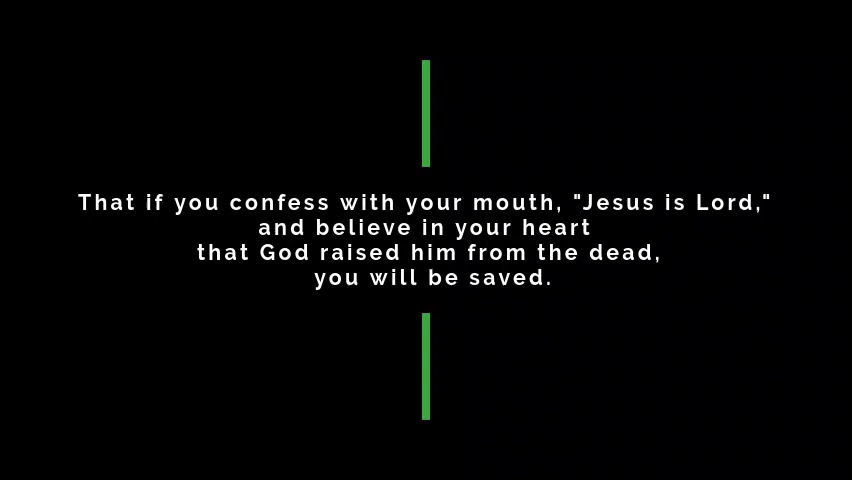 That if you confess with your mouth, "Jesus is Lord,"
and believe in your heart
that God raised him from the dead,
you will be saved.